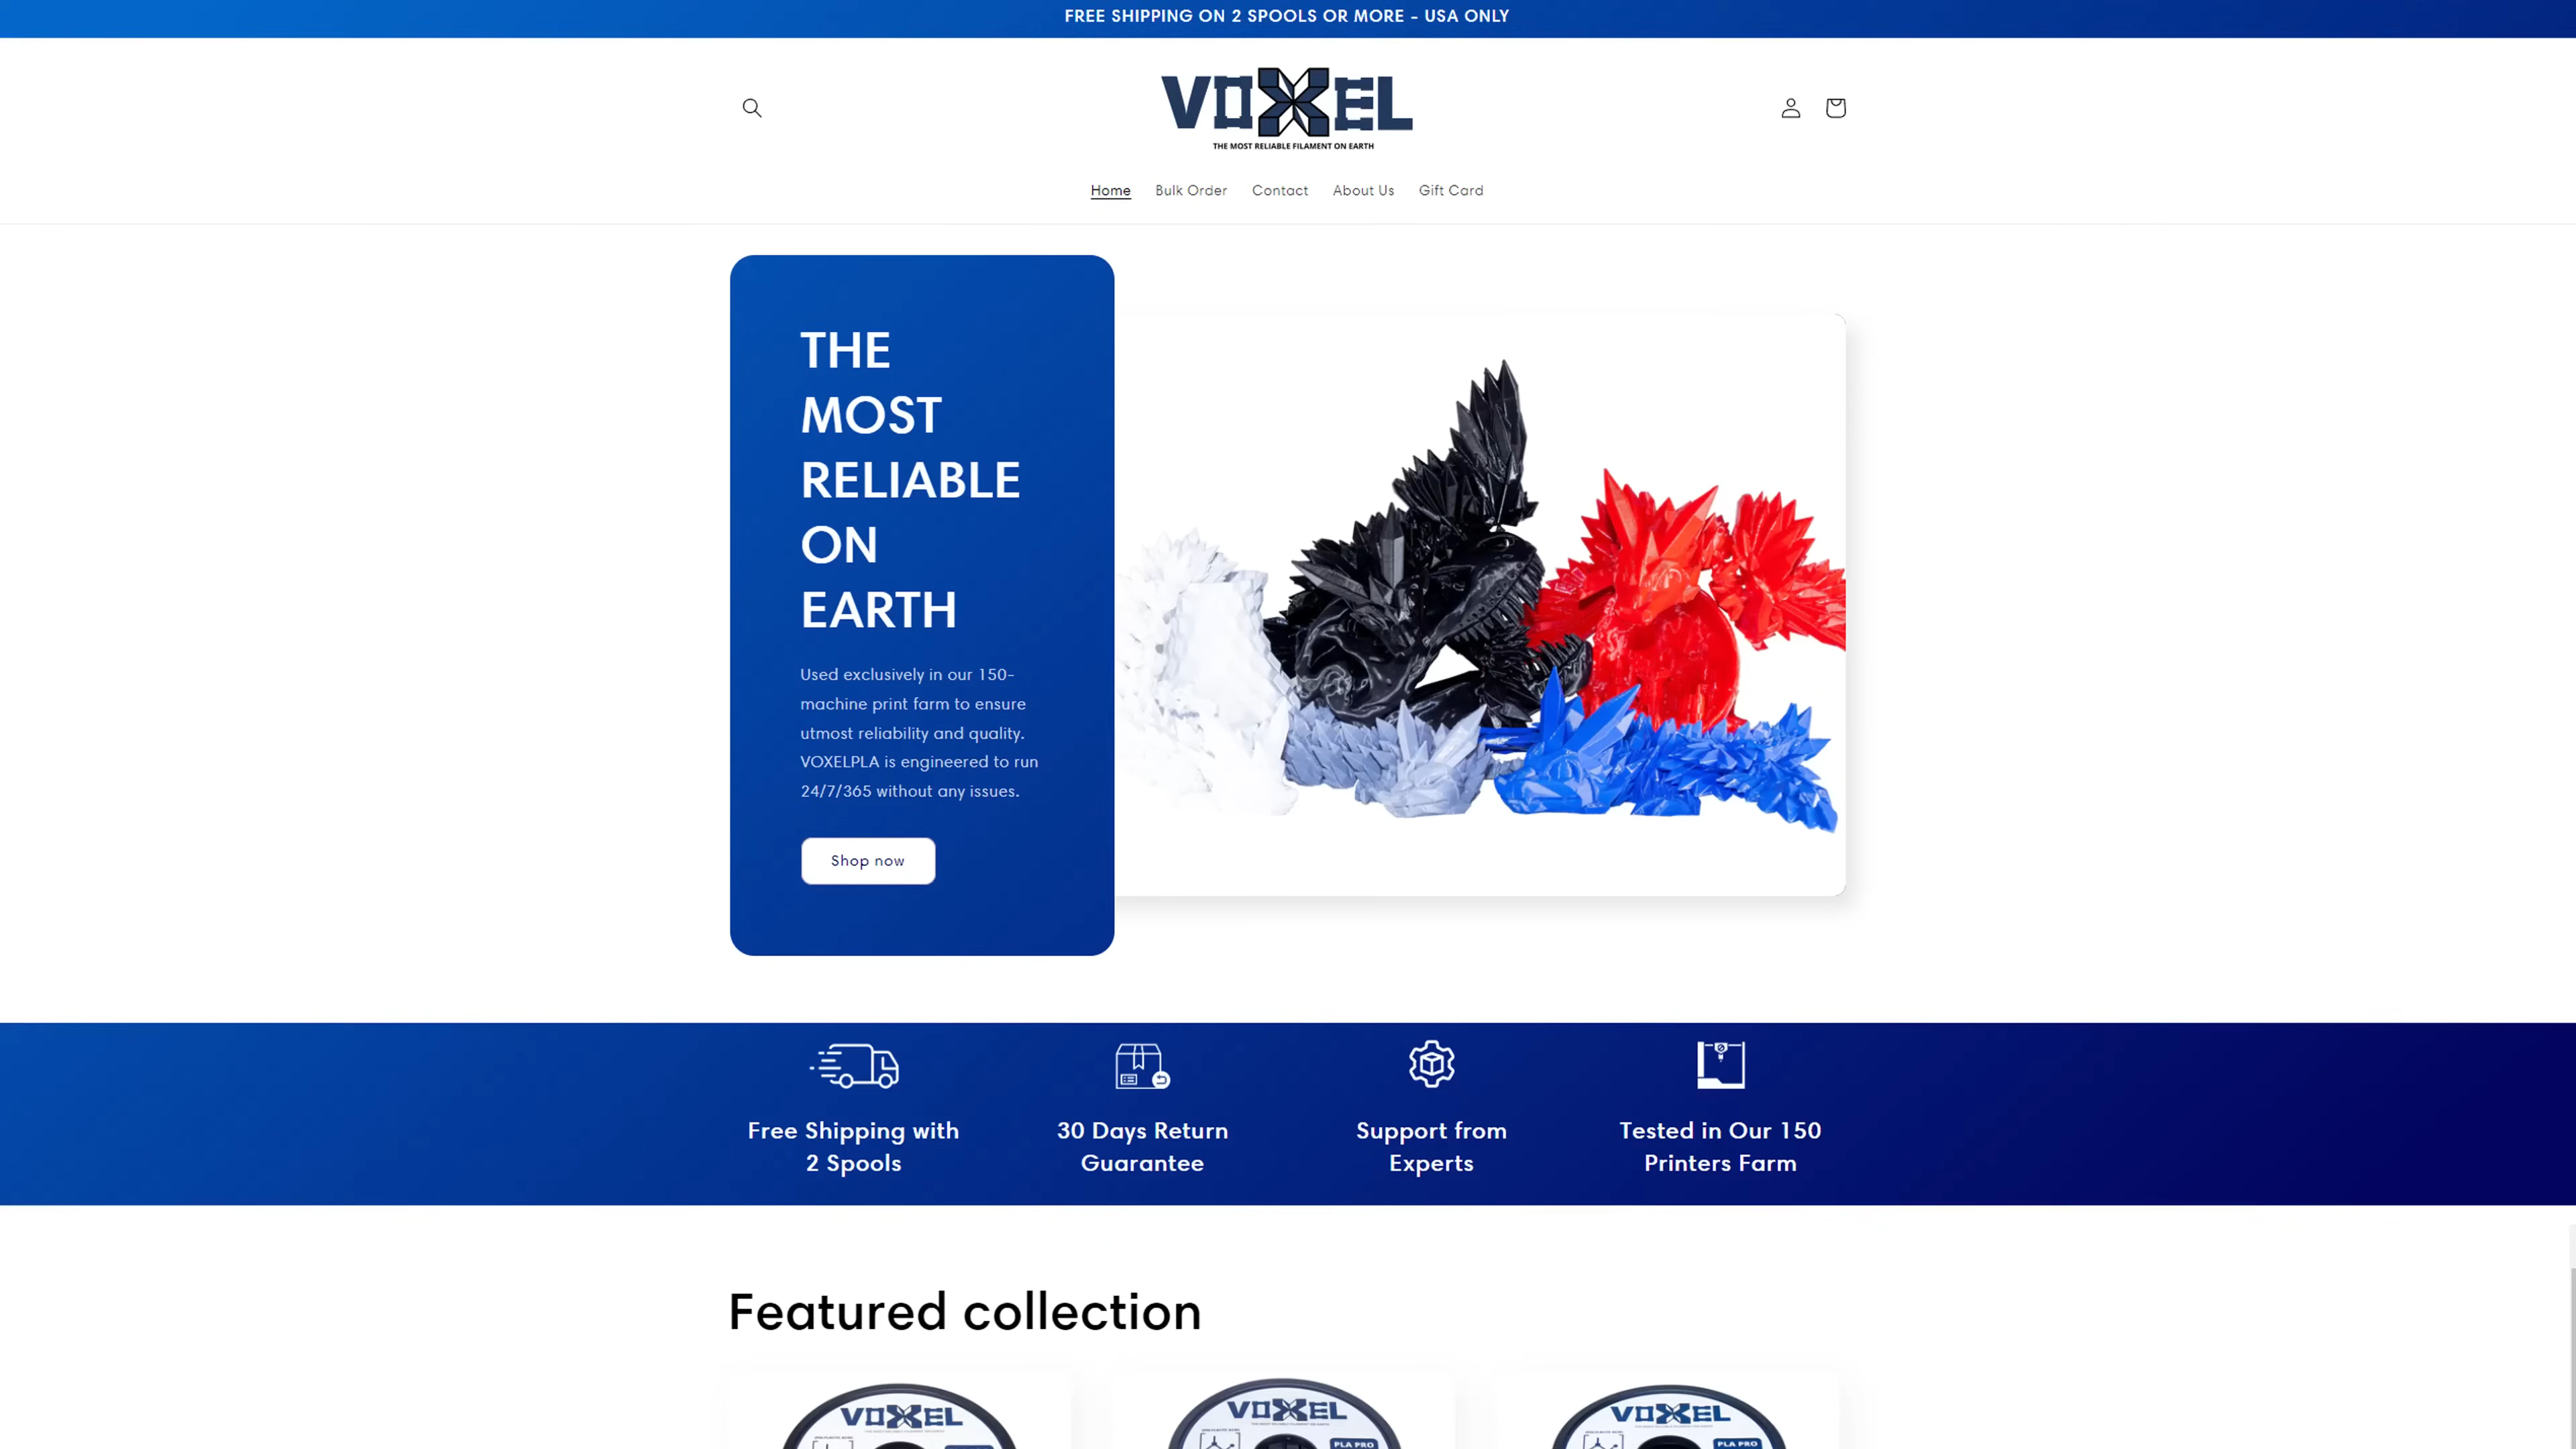 FREE SHIPPING ON 2 SPOOLS OR MORE - USA ONLY
VOXEL
THE MOST RELIABLE FILAMENT ON EARTH
Home Bulk Order Contact About Us Gift Card
THE
MOST
RELIABLE
ON
EARTH
Used exclusively in our 150-
machine print farm to ensure
utmost reliability and quality.
VOXELPLA is engineered to run
24/7/365 without any issues.
Shop now
Free Shipping with
2 Spools
30 Days Return
Guarantee
Support from
Experts
Tested in Our 150
Printers Farm
Featured collection
VOXEL
VOXEL
PLA PRO
VOXEL
PLA PRO